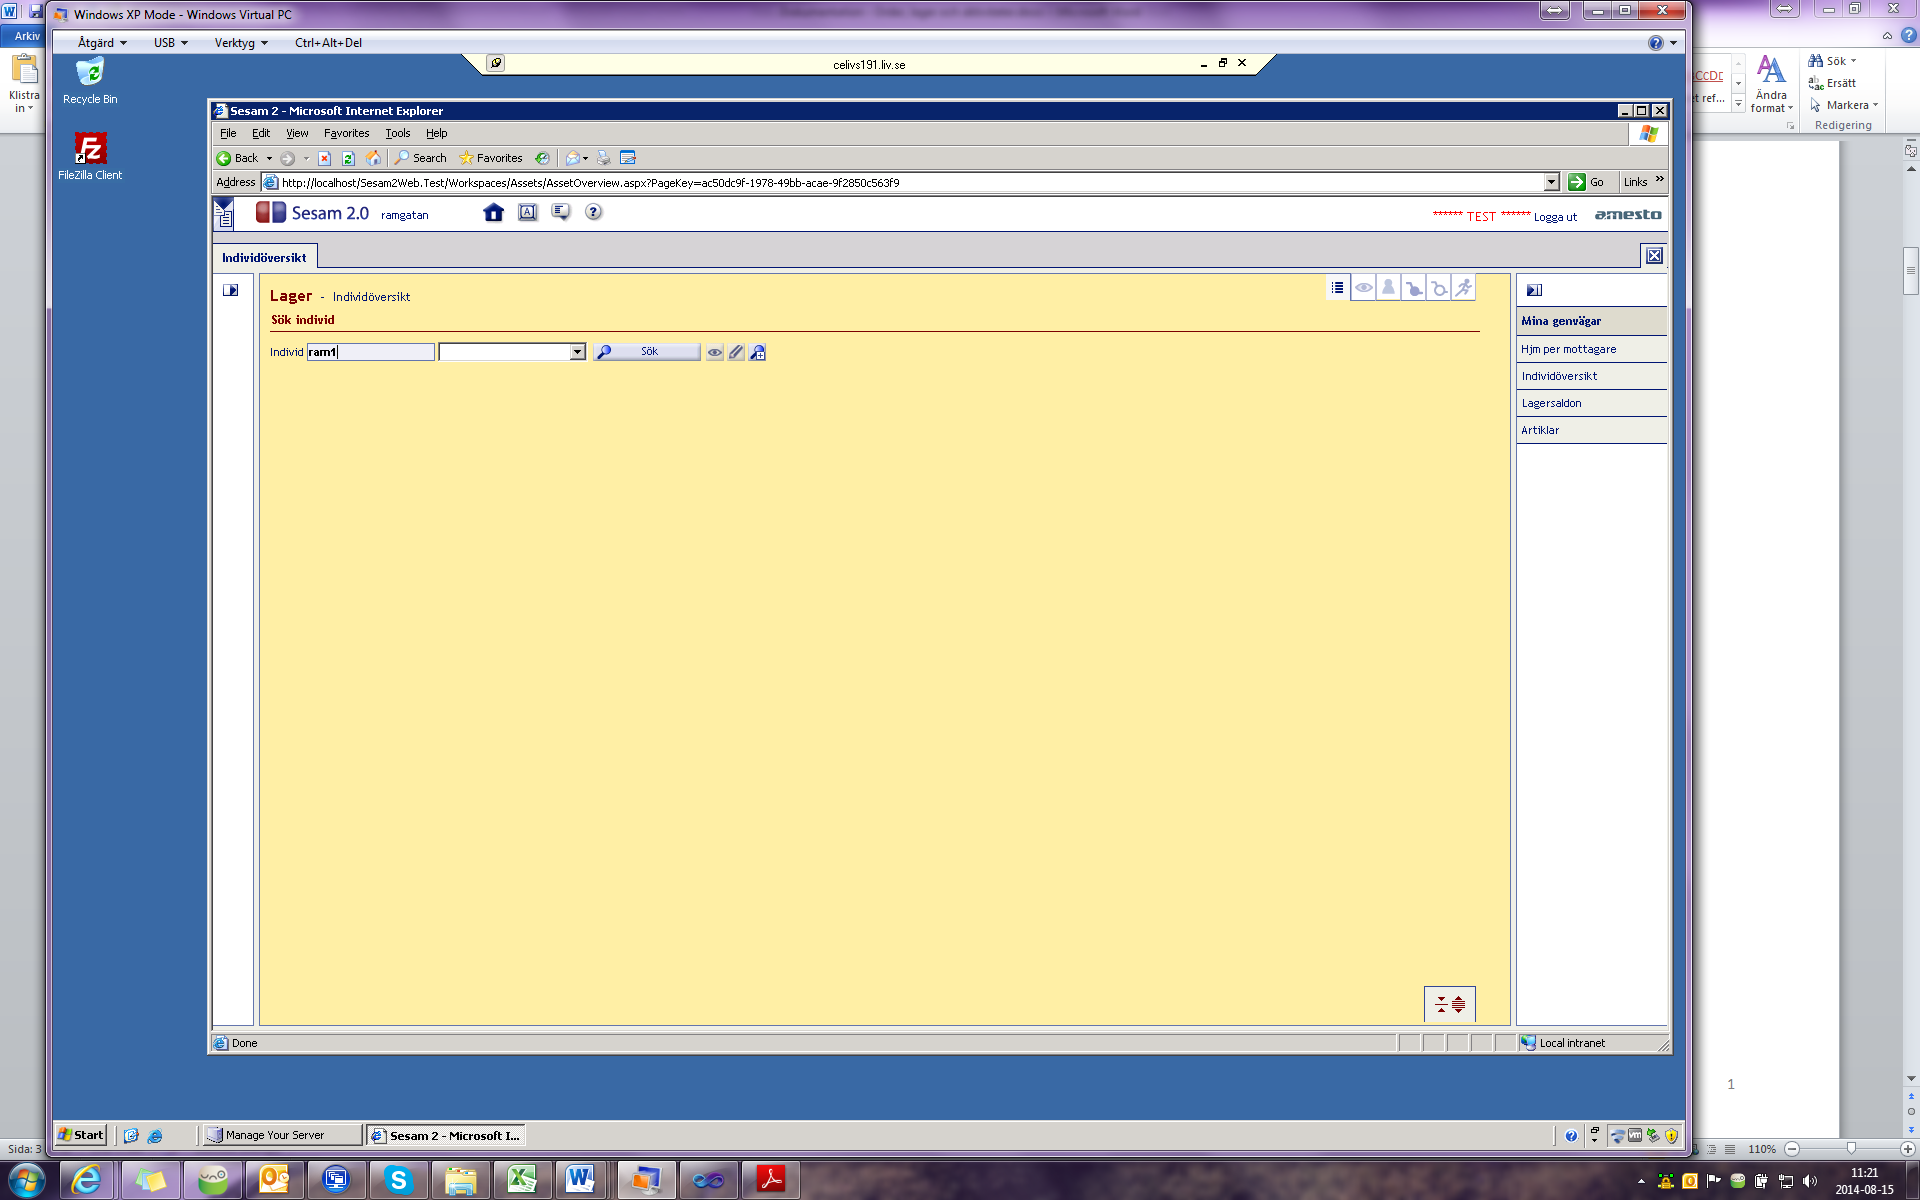 Windows XP Mode - Windows Virtual PC
Arkiv
Åtgärd
USB
Verktyg
Ctrl+Alt+Del
celivs191.liv.se
Klistra
in
Recycle Bin
FileZilla Client
Sök
Ersätt
Markera
Redigering
Ändra
format
CcDc
t ref...
Sesam 2 - Microsoft Internet Explorer
File Edit View Favorites Tools Help
Back Search Favorites
Address http://localhost/Sesam2Web.Test/Workspaces/Assets/AssetOverview.aspx?PageKey=ac50dc9f-1978-49bb-acae-9f2850c563f9 Go Links »
Sesam 2.0 ramgatan
****** TEST ****** Logga ut amesto
Individöversikt
Lager - Individöversikt
Sök individ
Individ ram1 Sök
Mina genvägar
Hjm per mottagare
Individöversikt
Lagersaldon
Artiklar
Done
Local intranet
1
Start Manage Your Server Sesam 2 - Microsoft I...
Sida: 3
110%
11:21
2014-08-15